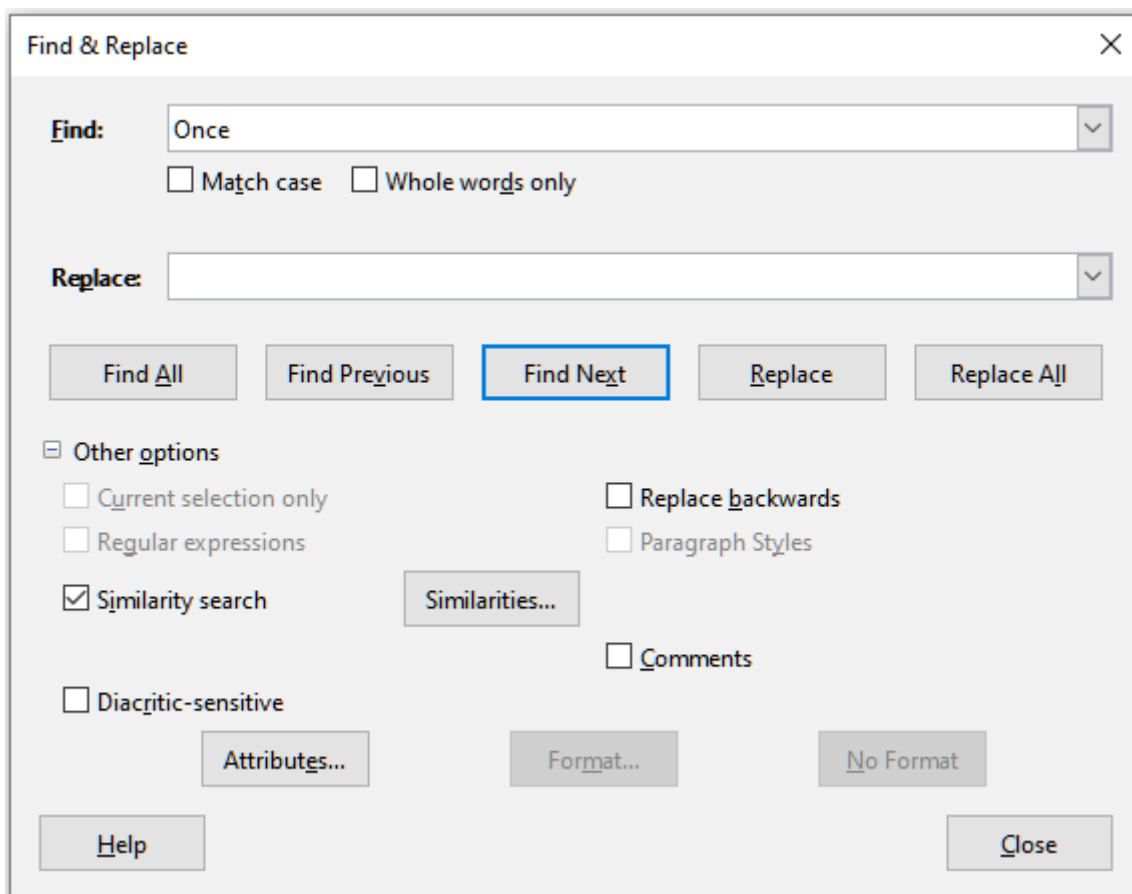 Find & Replace
Find: Once
Match case Whole words only
Replace:
Find All Find Previous Find Next Replace Replace All
Other options
Current selection only Replace backwards
Regular expressions Paragraph Styles
Similarity search Similarities...
Comments
Diacritic-sensitive
Attributes... Format... No Format
Help Close